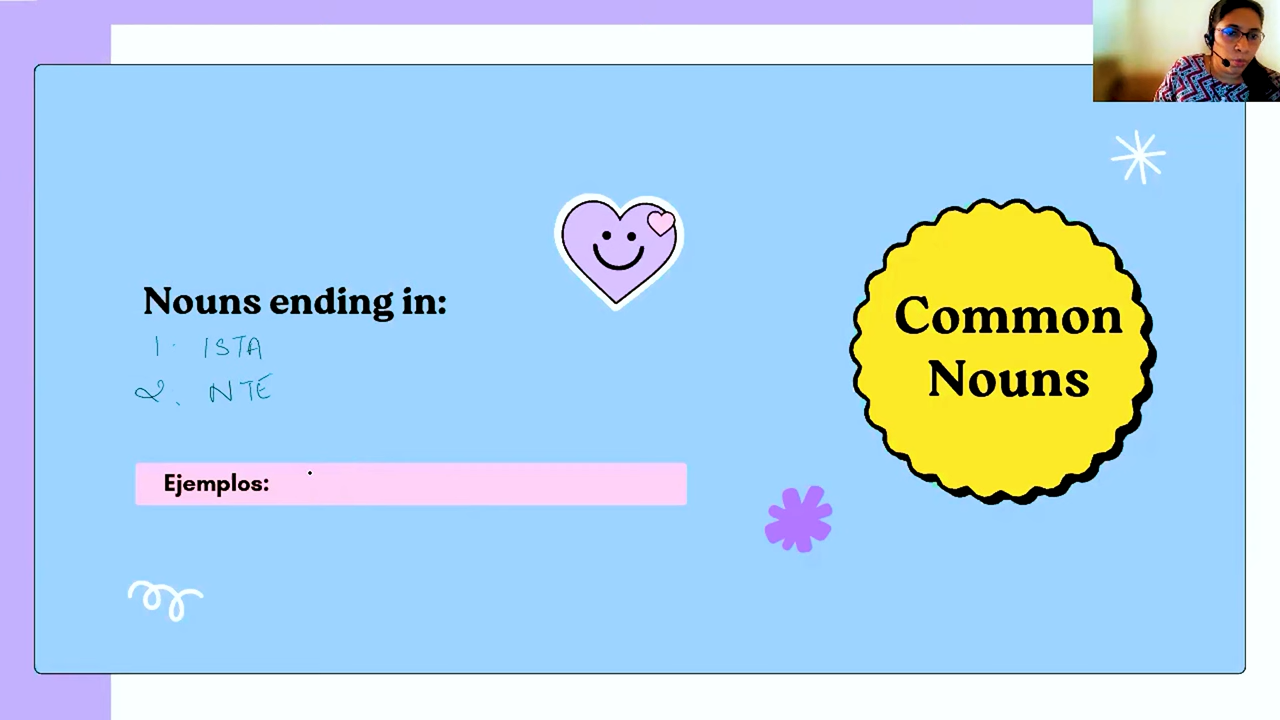 Nouns ending in:
1. ISTA
2. NTE
Ejemplos:
Common
Nouns